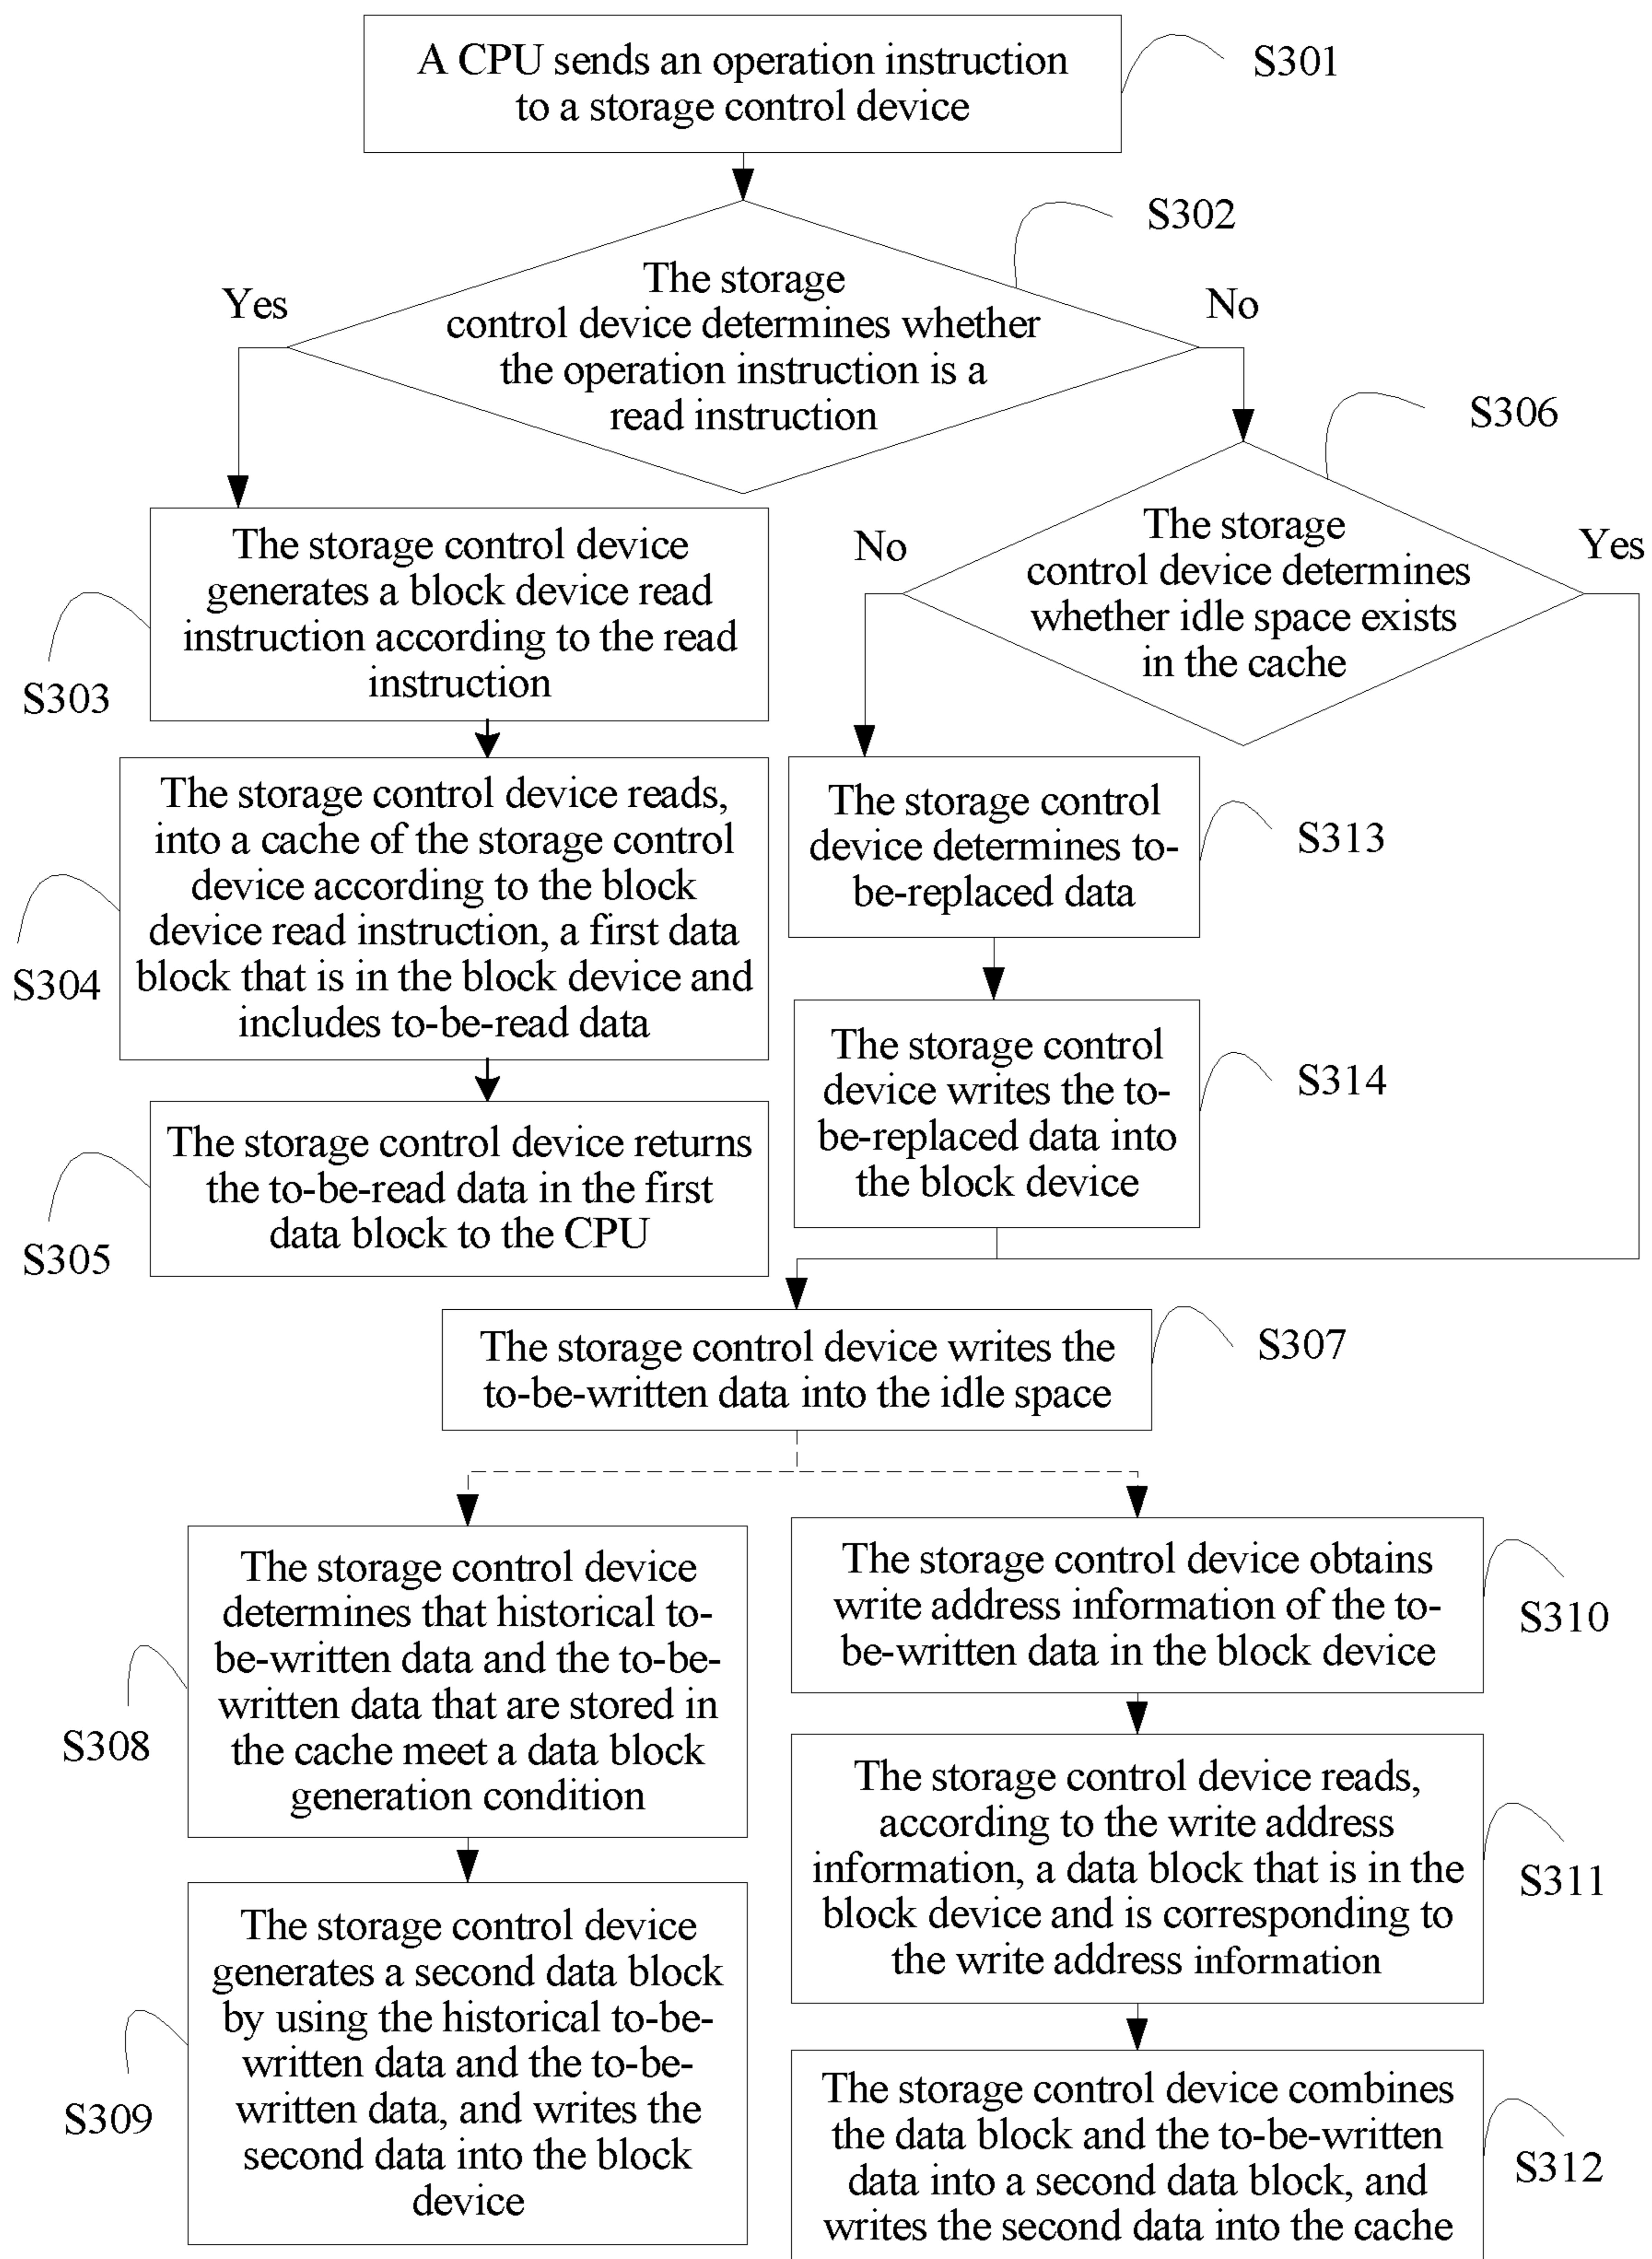 A CPU sends an operation instruction
to a storage control device
S301
S302
The storage
control device determines whether
the operation instruction is a
read instruction
Yes
No
S306
The storage
control device determines
whether idle space exists
in the cache
No
Yes
The storage control device
generates a block device read
instruction according to the read
instruction
S303
The storage control device reads,
into a cache of the storage control
device according to the block
device read instruction, a first data
block that is in the block device and
includes to-be-read data
S304
The storage control device returns
the to-be-read data in the first
data block to the CPU
S305
The storage control
device determines to-
be-replaced data
S313
The storage control
device writes the to-
be-replaced data into
the block device
S314
The storage control device writes the
to-be-written data into the idle space
S307
The storage control device
determines that historical to-
be-written data and the to-be-
written data that are stored in
the cache meet a data block
generation condition
S308
The storage control device
generates a second data block
by using the historical to-be-
written data and the to-be-
written data, and writes the
second data into the block
device
S309
The storage control device obtains
write address information of the to-
be-written data in the block device
S310
The storage control device reads,
according to the write address
information, a data block that is in the
block device and is corresponding to
the write address information
S311
The storage control device combines
the data block and the to-be-written
data into a second data block, and
writes the second data into the cache
S312